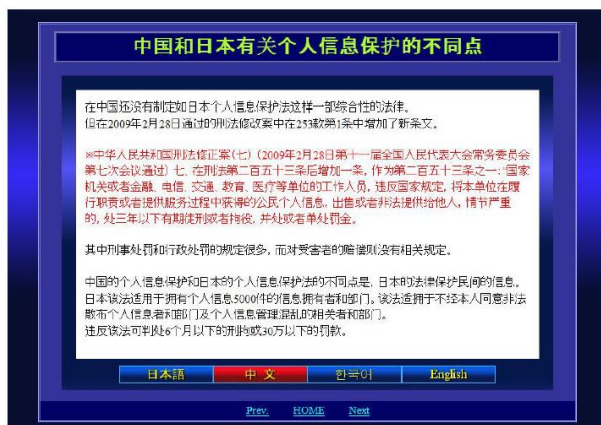 中国和日本有关个人信息保护的不同点
在中国还没有制定如日本个人信息保护法这样一部综合性的法律。
但在2009年2月28日通过的刑法修改案中在253款第1条中增加了新条文。
※中华人民共和国刑法修正案(七)(2009年2月28日第十一届全国人民代表大会常务委员会
第七次会议通过) 七、在刑法第二百五十三条后增加一条, 作为第二百五十三条之一:"国家
机关或者金融、电信、交通、教育、医疗等单位的工作人员, 违反国家规定, 将本单位在履
行职责或者提供服务过程中获得的公民个人信息, 出售或者非法提供给他人, 情节严重
的, 处三年以下有期徒刑或者拘役, 并处或者单处罚金。
其中刑事处罚和行政处罚的规定很多, 而对受害者的赔偿则没有相关规定。
中国的个人信息保护和日本的个人信息保护法的不同点是, 日本的法律保护民间的信息。
日本该法适用于拥有个人信息5000件的信息拥有者和部门。该法适拥于不经本人同意非法
散布个人信息者和部门及个人信息管理混乱的相关者和部门。
违反该法可判处6个月以下的刑拘或30万以下的罚款。
日本語 中 文 한국어 English
Prev. HOME Next